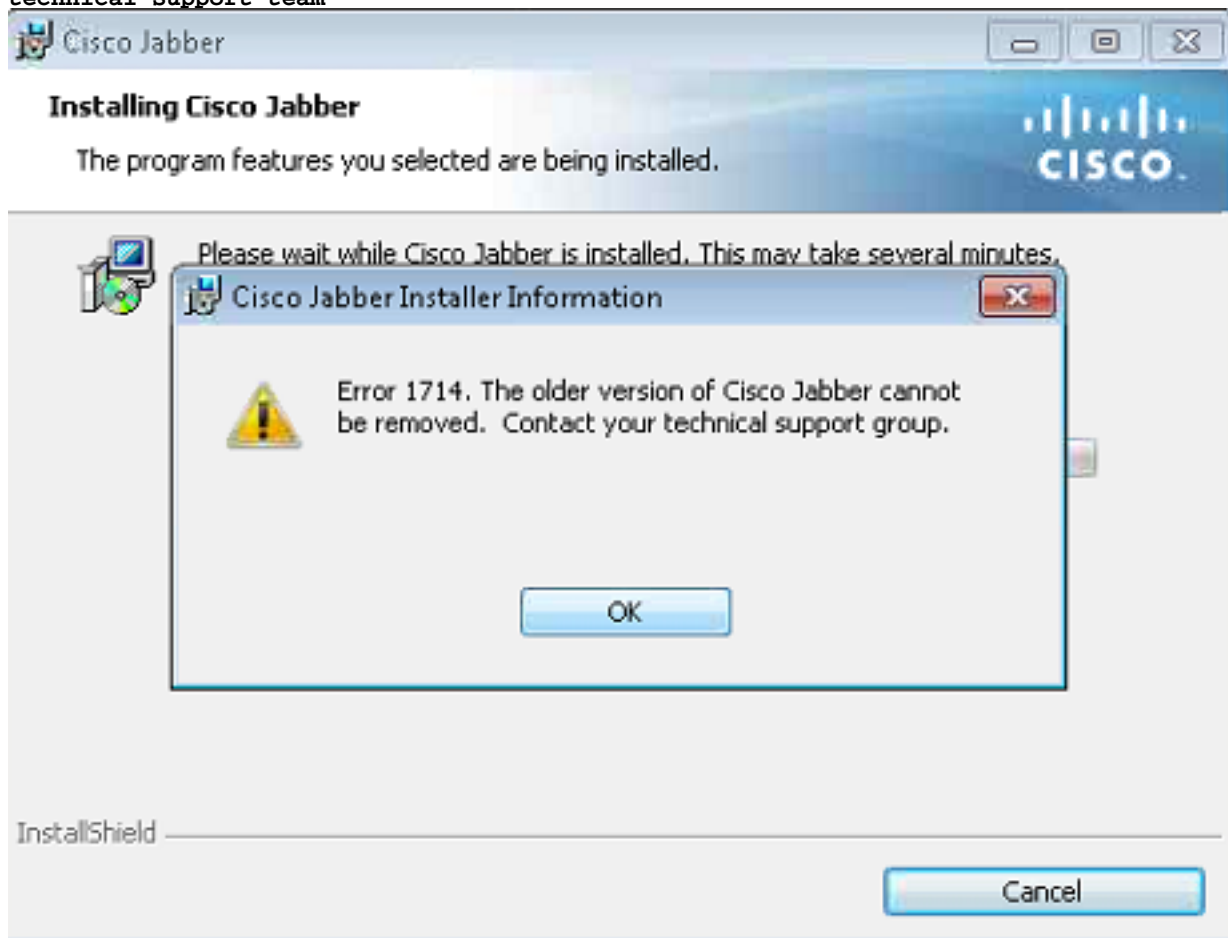 technical support team
Cisco Jabber
Installing Cisco Jabber
The program features you selected are being installed.
CISCO.
Please wait while Cisco Jabber is installed. This may take several minutes.
Cisco Jabber Installer Information
Error 1714. The older version of Cisco Jabber cannot
be removed.  Contact your technical support group.
OK
InstallShield
Cancel